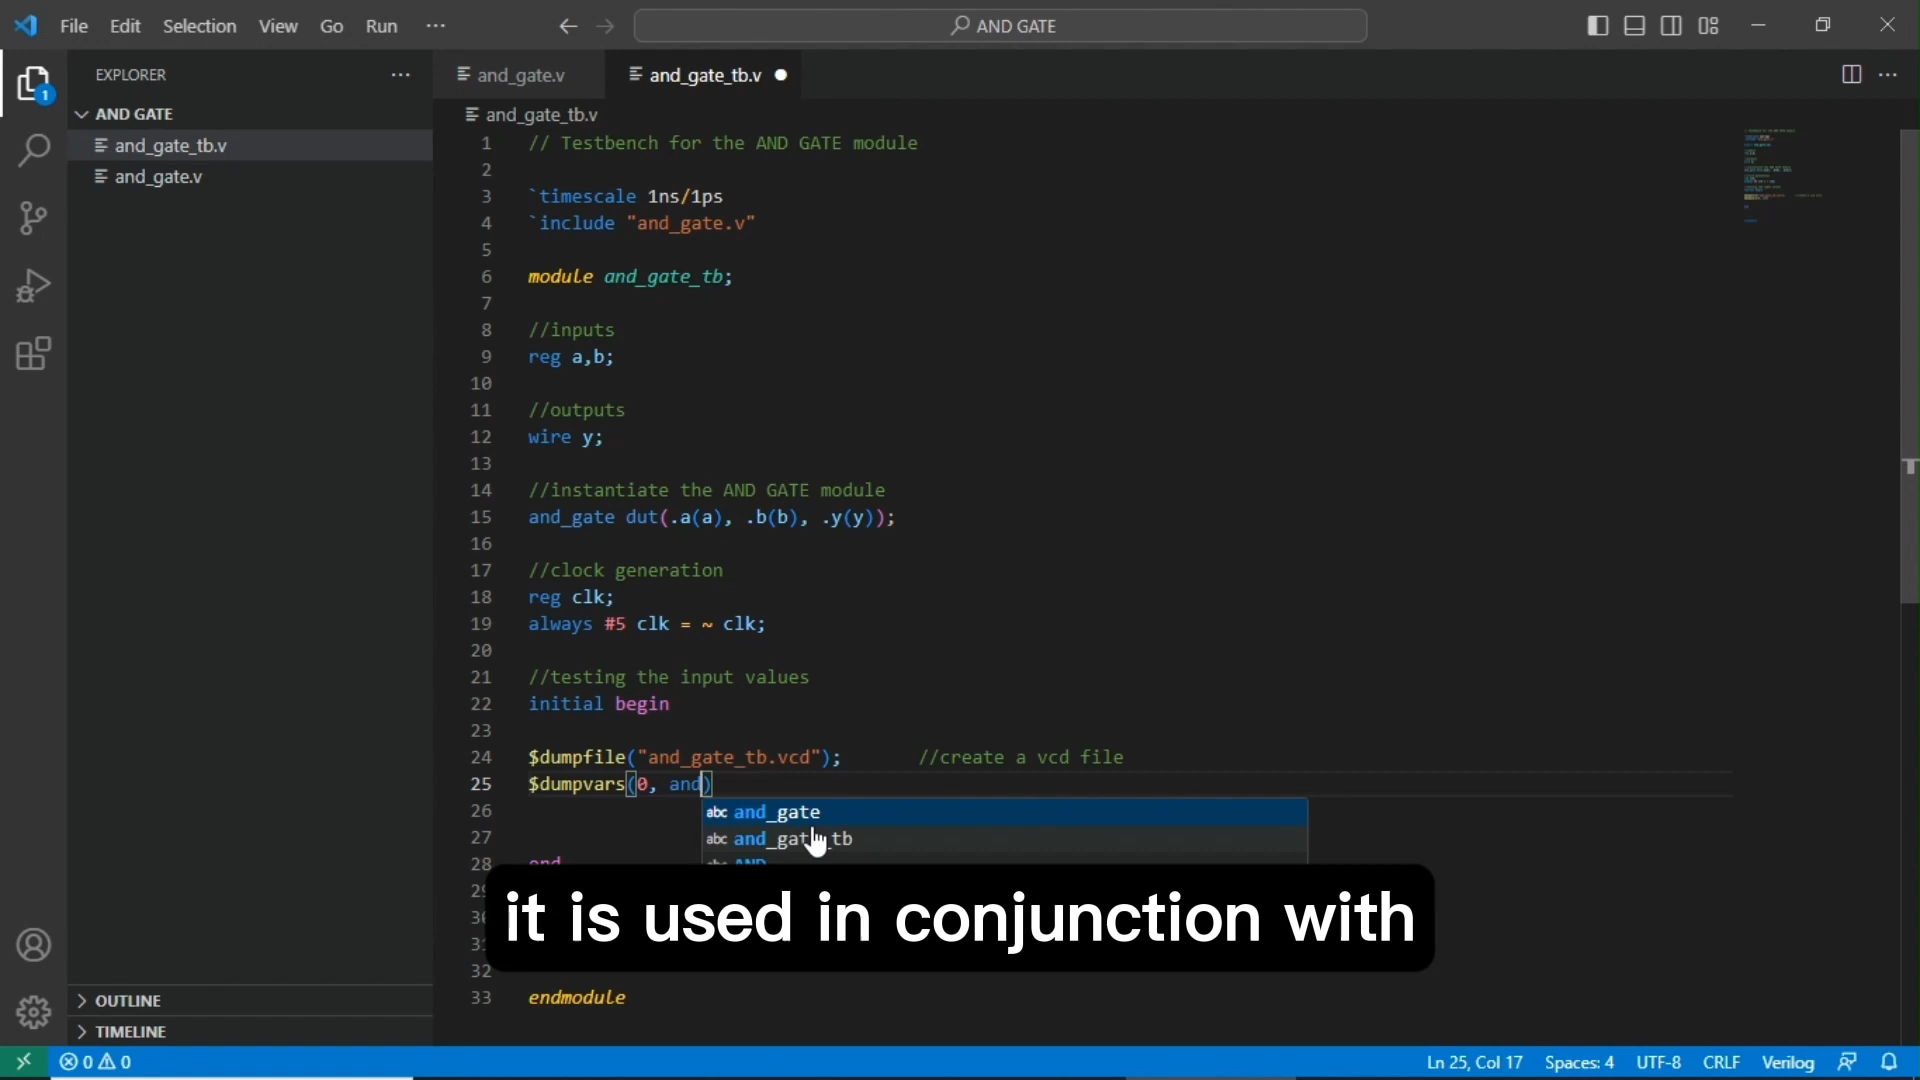 File Edit Selection View Go Run ···
AND GATE
EXPLORER ···
and_gate.v
and_gate_tb.v
AND GATE
and_gate_tb.v
and_gate.v
and_gate_tb.v
1 // Testbench for the AND GATE module
2
3 `timescale 1ns/1ps
4 `include "and_gate.v"
5
6 module and_gate_tb;
7
8 //inputs
9 reg a,b;
10
11 //outputs
12 wire y;
13
14 //instantiate the AND GATE module
15 and_gate dut(.a(a), .b(b), .y(y));
16
17 //clock generation
18 reg clk;
19 always #5 clk = ~ clk;
20
21 //testing the input values
22 initial begin
23
24 $dumpfile("and_gate_tb.vcd"); //create a vcd file
25 $dumpvars(0, and)
26 abc and_gate
27 abc and_gate_tb
28 end
it is used in conjunction with
32
33 endmodule
OUTLINE
TIMELINE
1
0 0
Ln 25, Col 17 Spaces: 4 UTF-8 CRLF Verilog